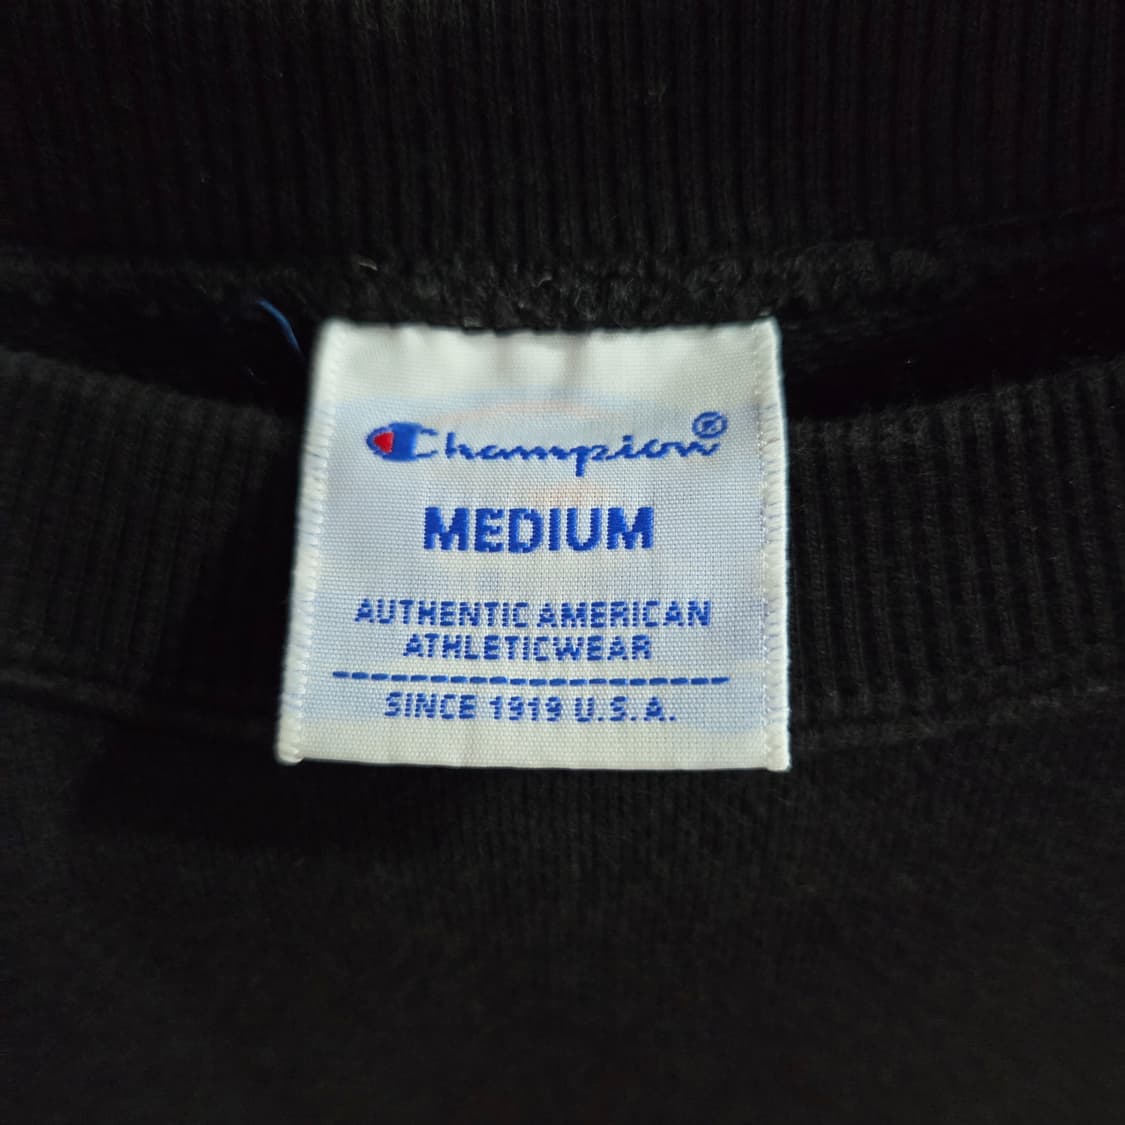 Champion®
MEDIUM
AUTHENTIC AMERICAN
ATHLETICWEAR
SINCE 1919 U.S.A.